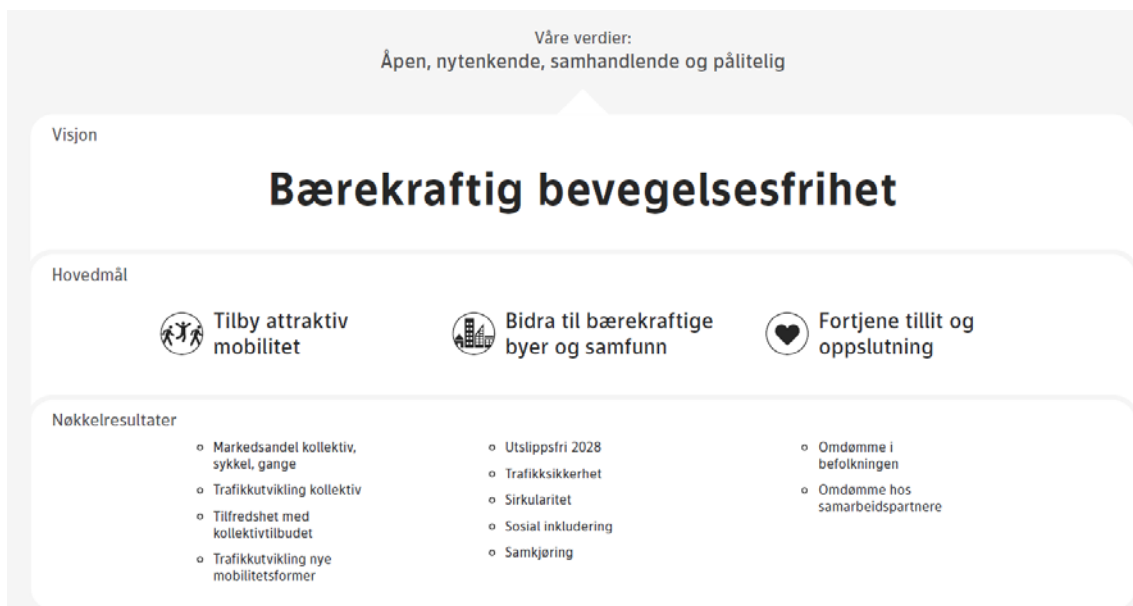 Våre verdier:
Åpen, nytenkende, samhandlende og pålitelig
Visjon
Bærekraftig bevegelsesfrihet
Hovedmål
Tilby attraktiv
mobilitet
Bidra til bærekraftige
byer og samfunn
Fortjene tillit og
oppslutning
Nøkkelresultater
Markedsandel kollektiv,
sykkel, gange
Trafikkutvikling kollektiv
Tilfredshet med
kollektivtilbudet
Trafikkutvikling nye
mobilitetsformer
Utslippsfri 2028
Trafikksikkerhet
Sirkularitet
Sosial inkludering
Samkjøring
Omdømme i
befolkningen
Omdømme hos
samarbeidspartnere